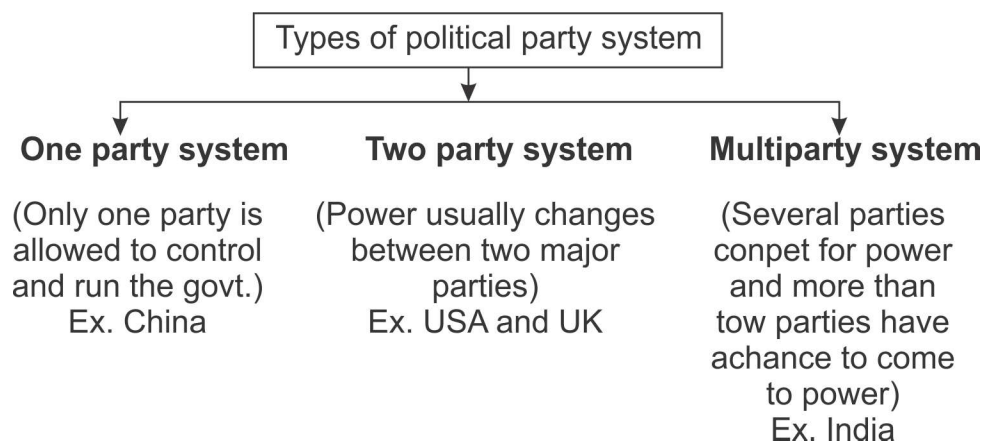 Types of political party system
One party system
(Only one party is
allowed to control
and run the govt.)
Ex. China
Two party system
(Power usually changes
between two major
parties)
Ex. USA and UK
Multiparty system
(Several parties
conpet for power
and more than
tow parties have
achance to come
to power)
Ex. India